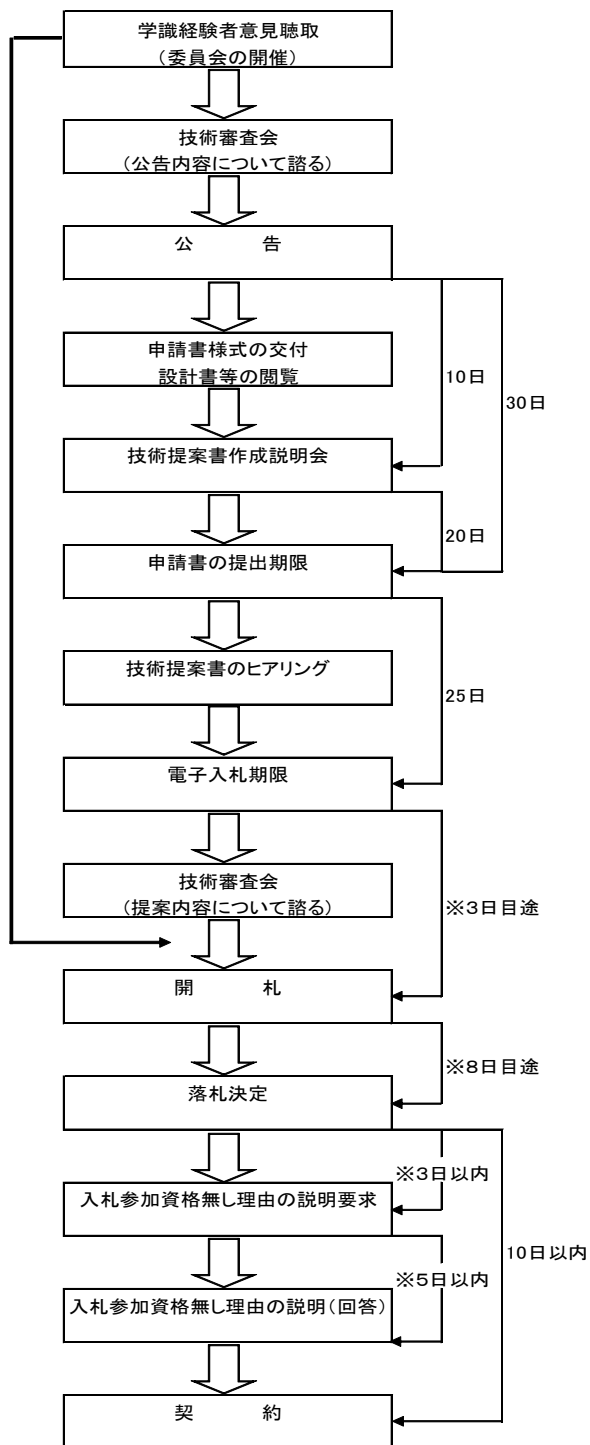 学識経験者意見聴取
(委員会の開催)
技術審査会
(公告内容について諮る)
公　　　告
申請書様式の交付
設計書等の閲覧
10日
30日
技術提案書作成説明会
20日
申請書の提出期限
技術提案書のヒアリング
25日
電子入札期限
技術審査会
(提案内容について諮る)
※3日目途
開　　　札
※8日目途
落札決定
※3日以内
入札参加資格無し理由の説明要求
10日以内
※5日以内
入札参加資格無し理由の説明(回答)
契　　　約